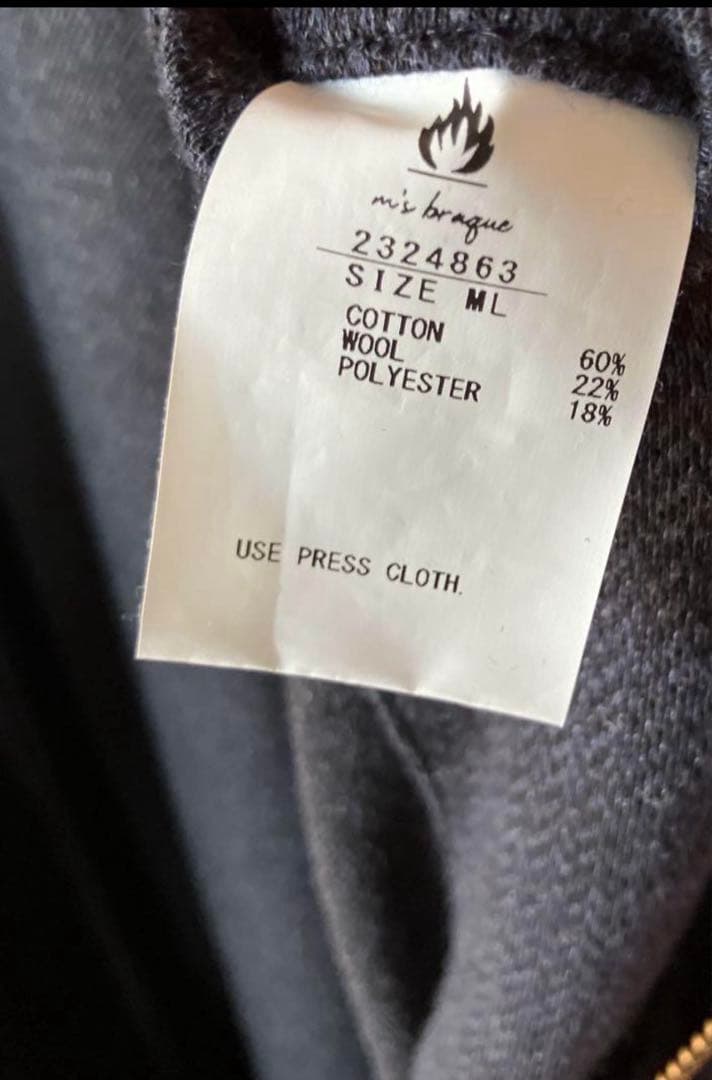 m's braque
2324863
SIZE ML
COTTON 60%
WOOL 22%
POLYESTER 18%
USE PRESS CLOTH.